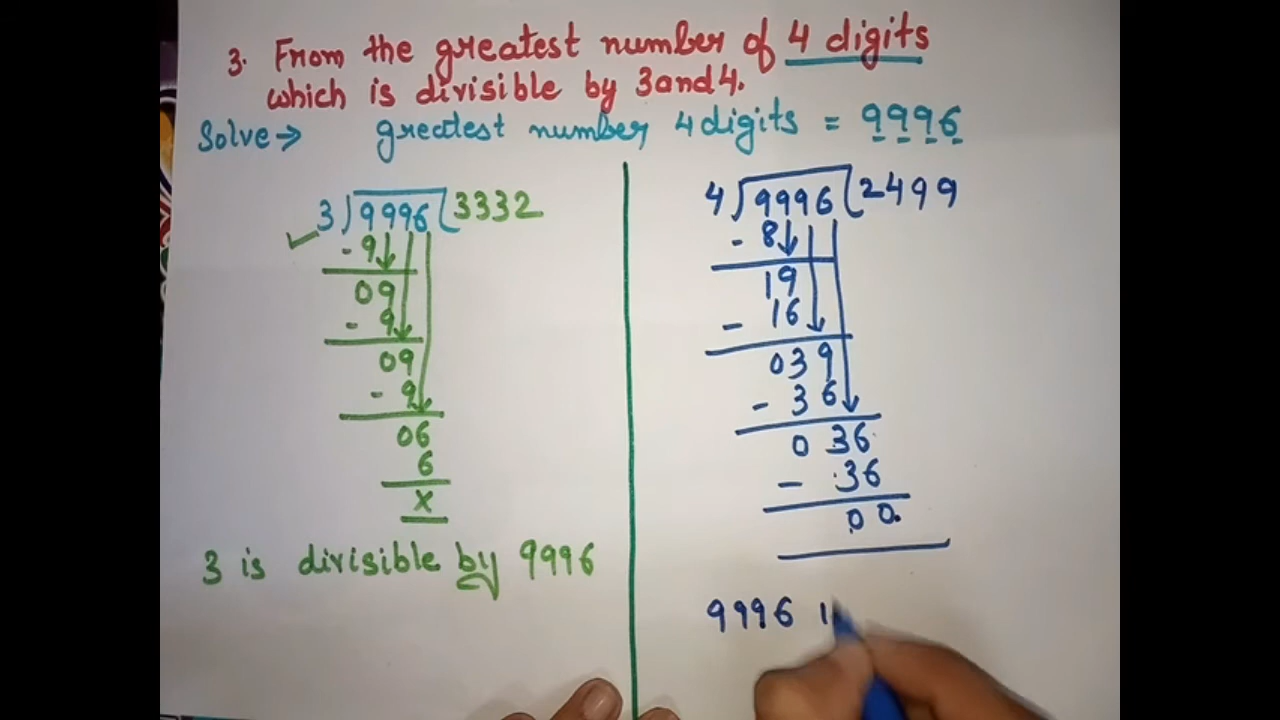 3. From the greatest number of 4 digits
which is divisible by 3 and 4.
Solve → greatest number 4 digits = 9996
3 ) 9996 ( 3332
- 9
09
- 9
09
- 9
06
6
x
3 is divisible by 9996
4 ) 9996 ( 2499
- 8
19
- 16
039
- 36
0 36
- 36
00.
9996 i